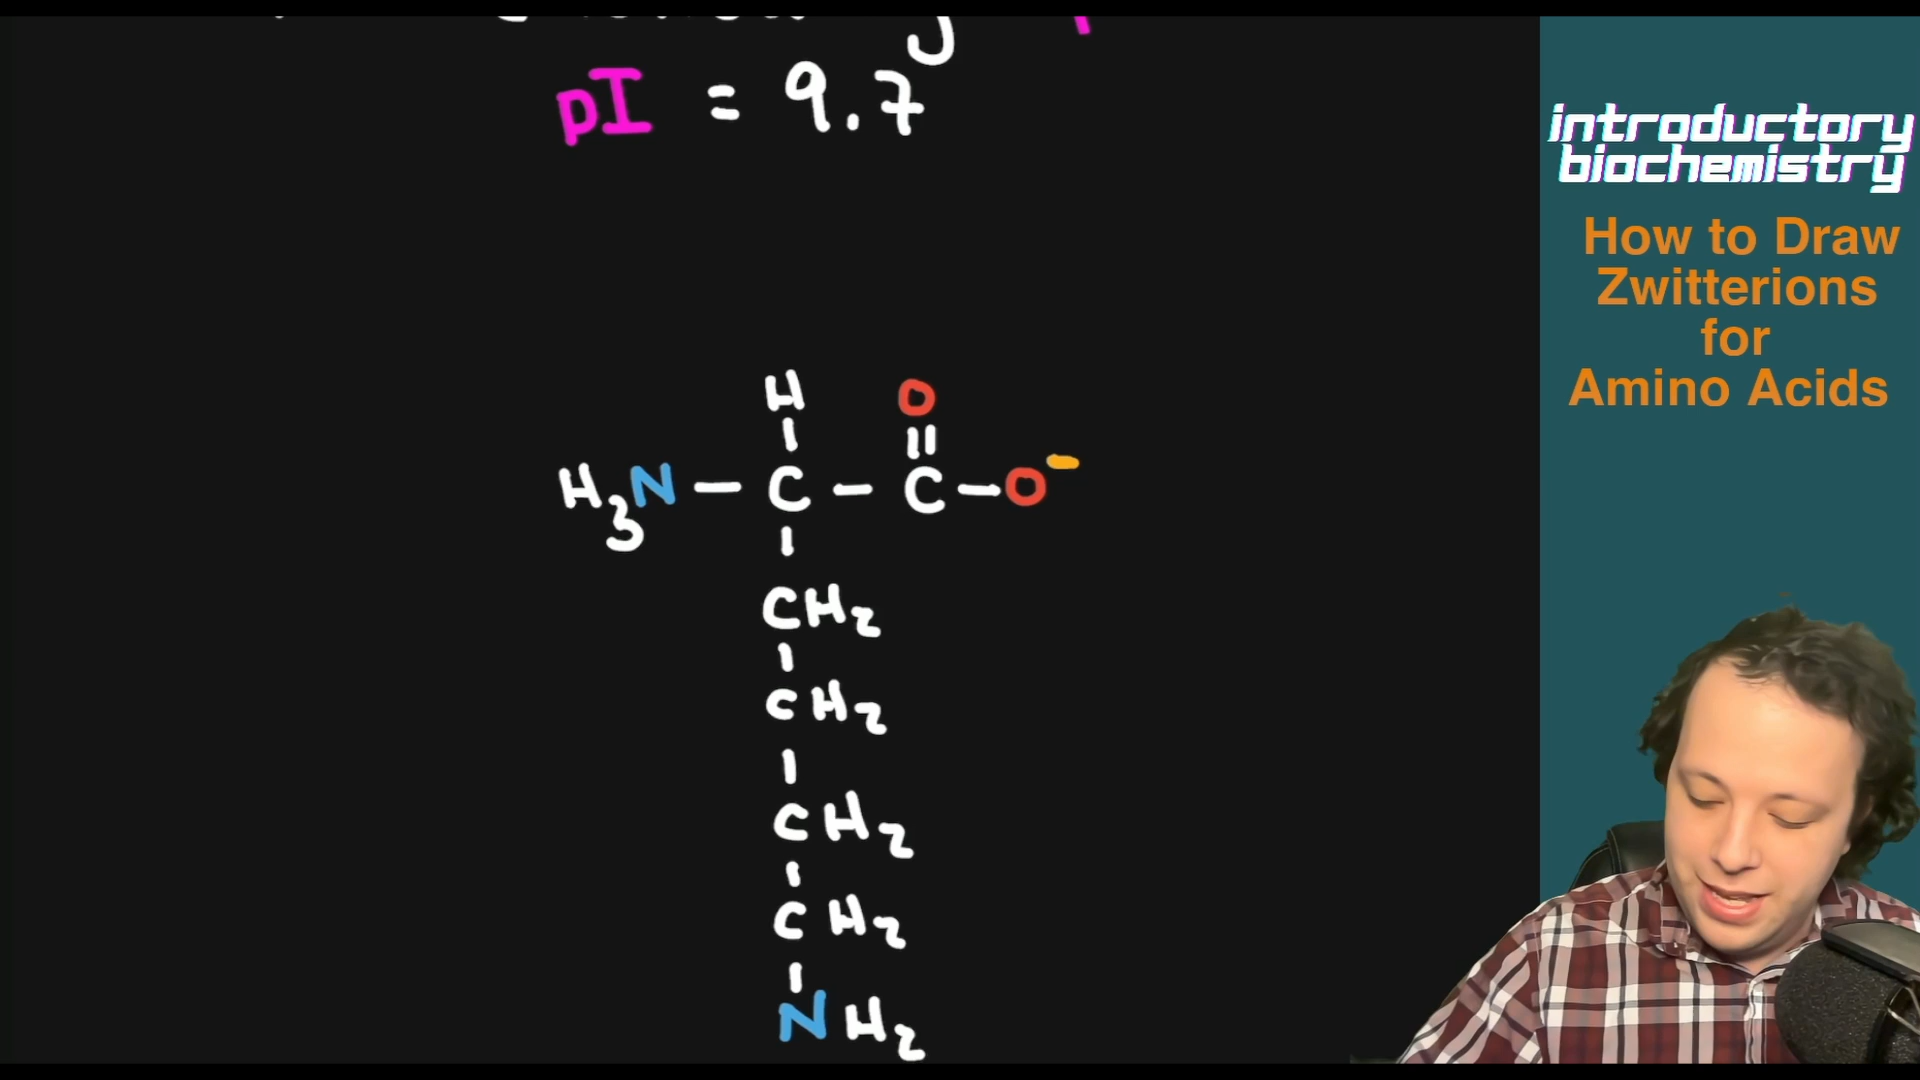 pI = 9.7
H O
H3N - C - C - O -
CH2
CH2
CH2
CH2
NH2
introductory
biochemistry
How to Draw
Zwitterions
for
Amino Acids